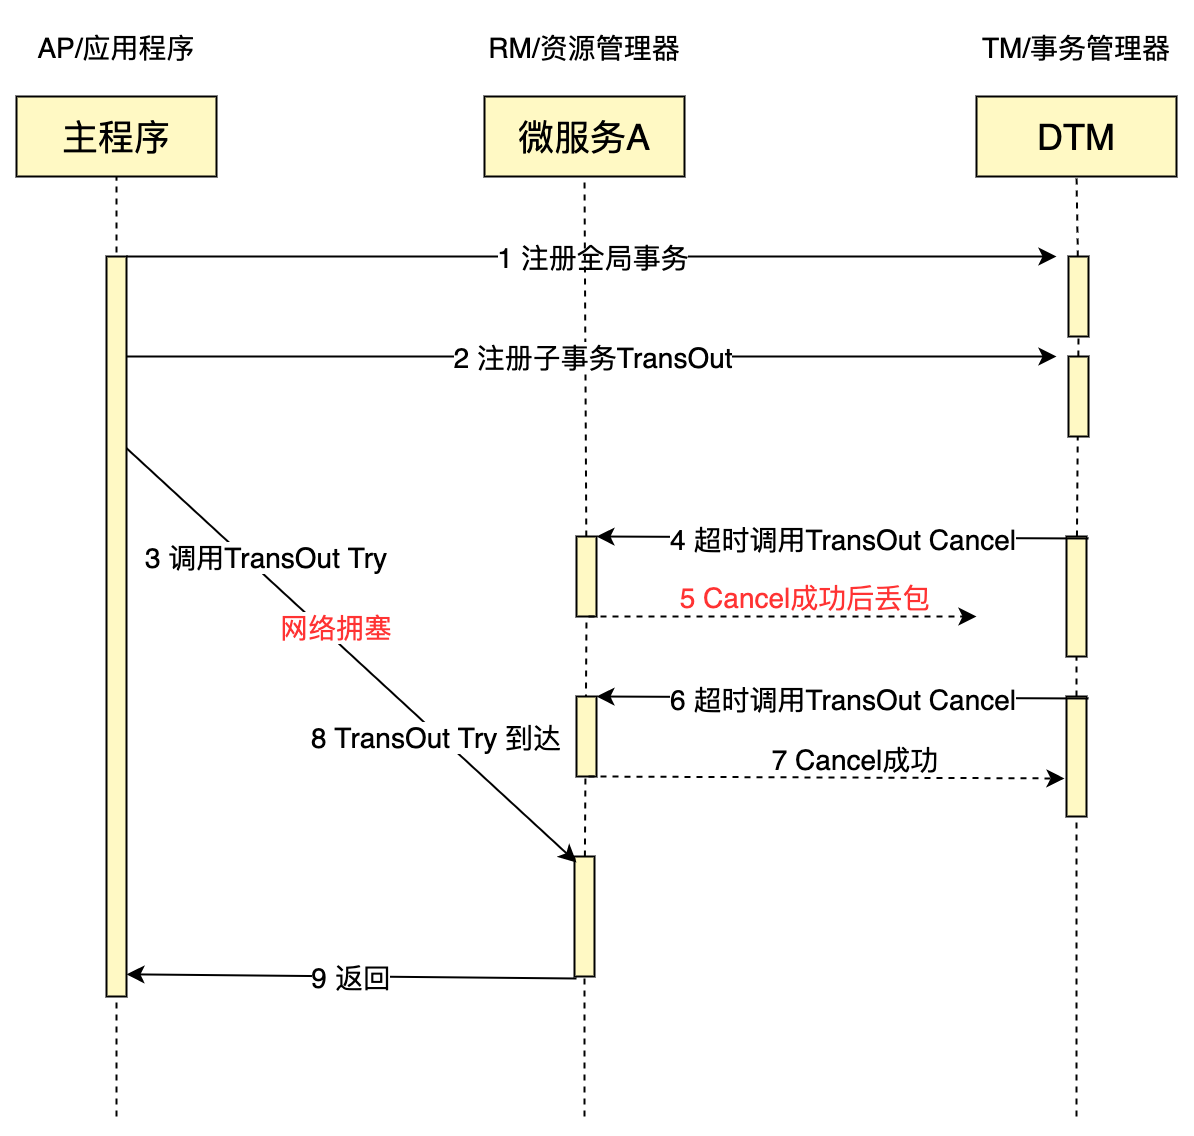 AP/应用程序
RM/资源管理器
TM/事务管理器
主程序
微服务A
DTM
1 注册全局事务
2 注册子事务TransOut
4 超时调用TransOut Cancel
3 调用TransOut Try
5 Cancel成功后丢包
网络拥塞
6 超时调用TransOut Cancel
8 TransOut Try 到达
7 Cancel成功
9 返回